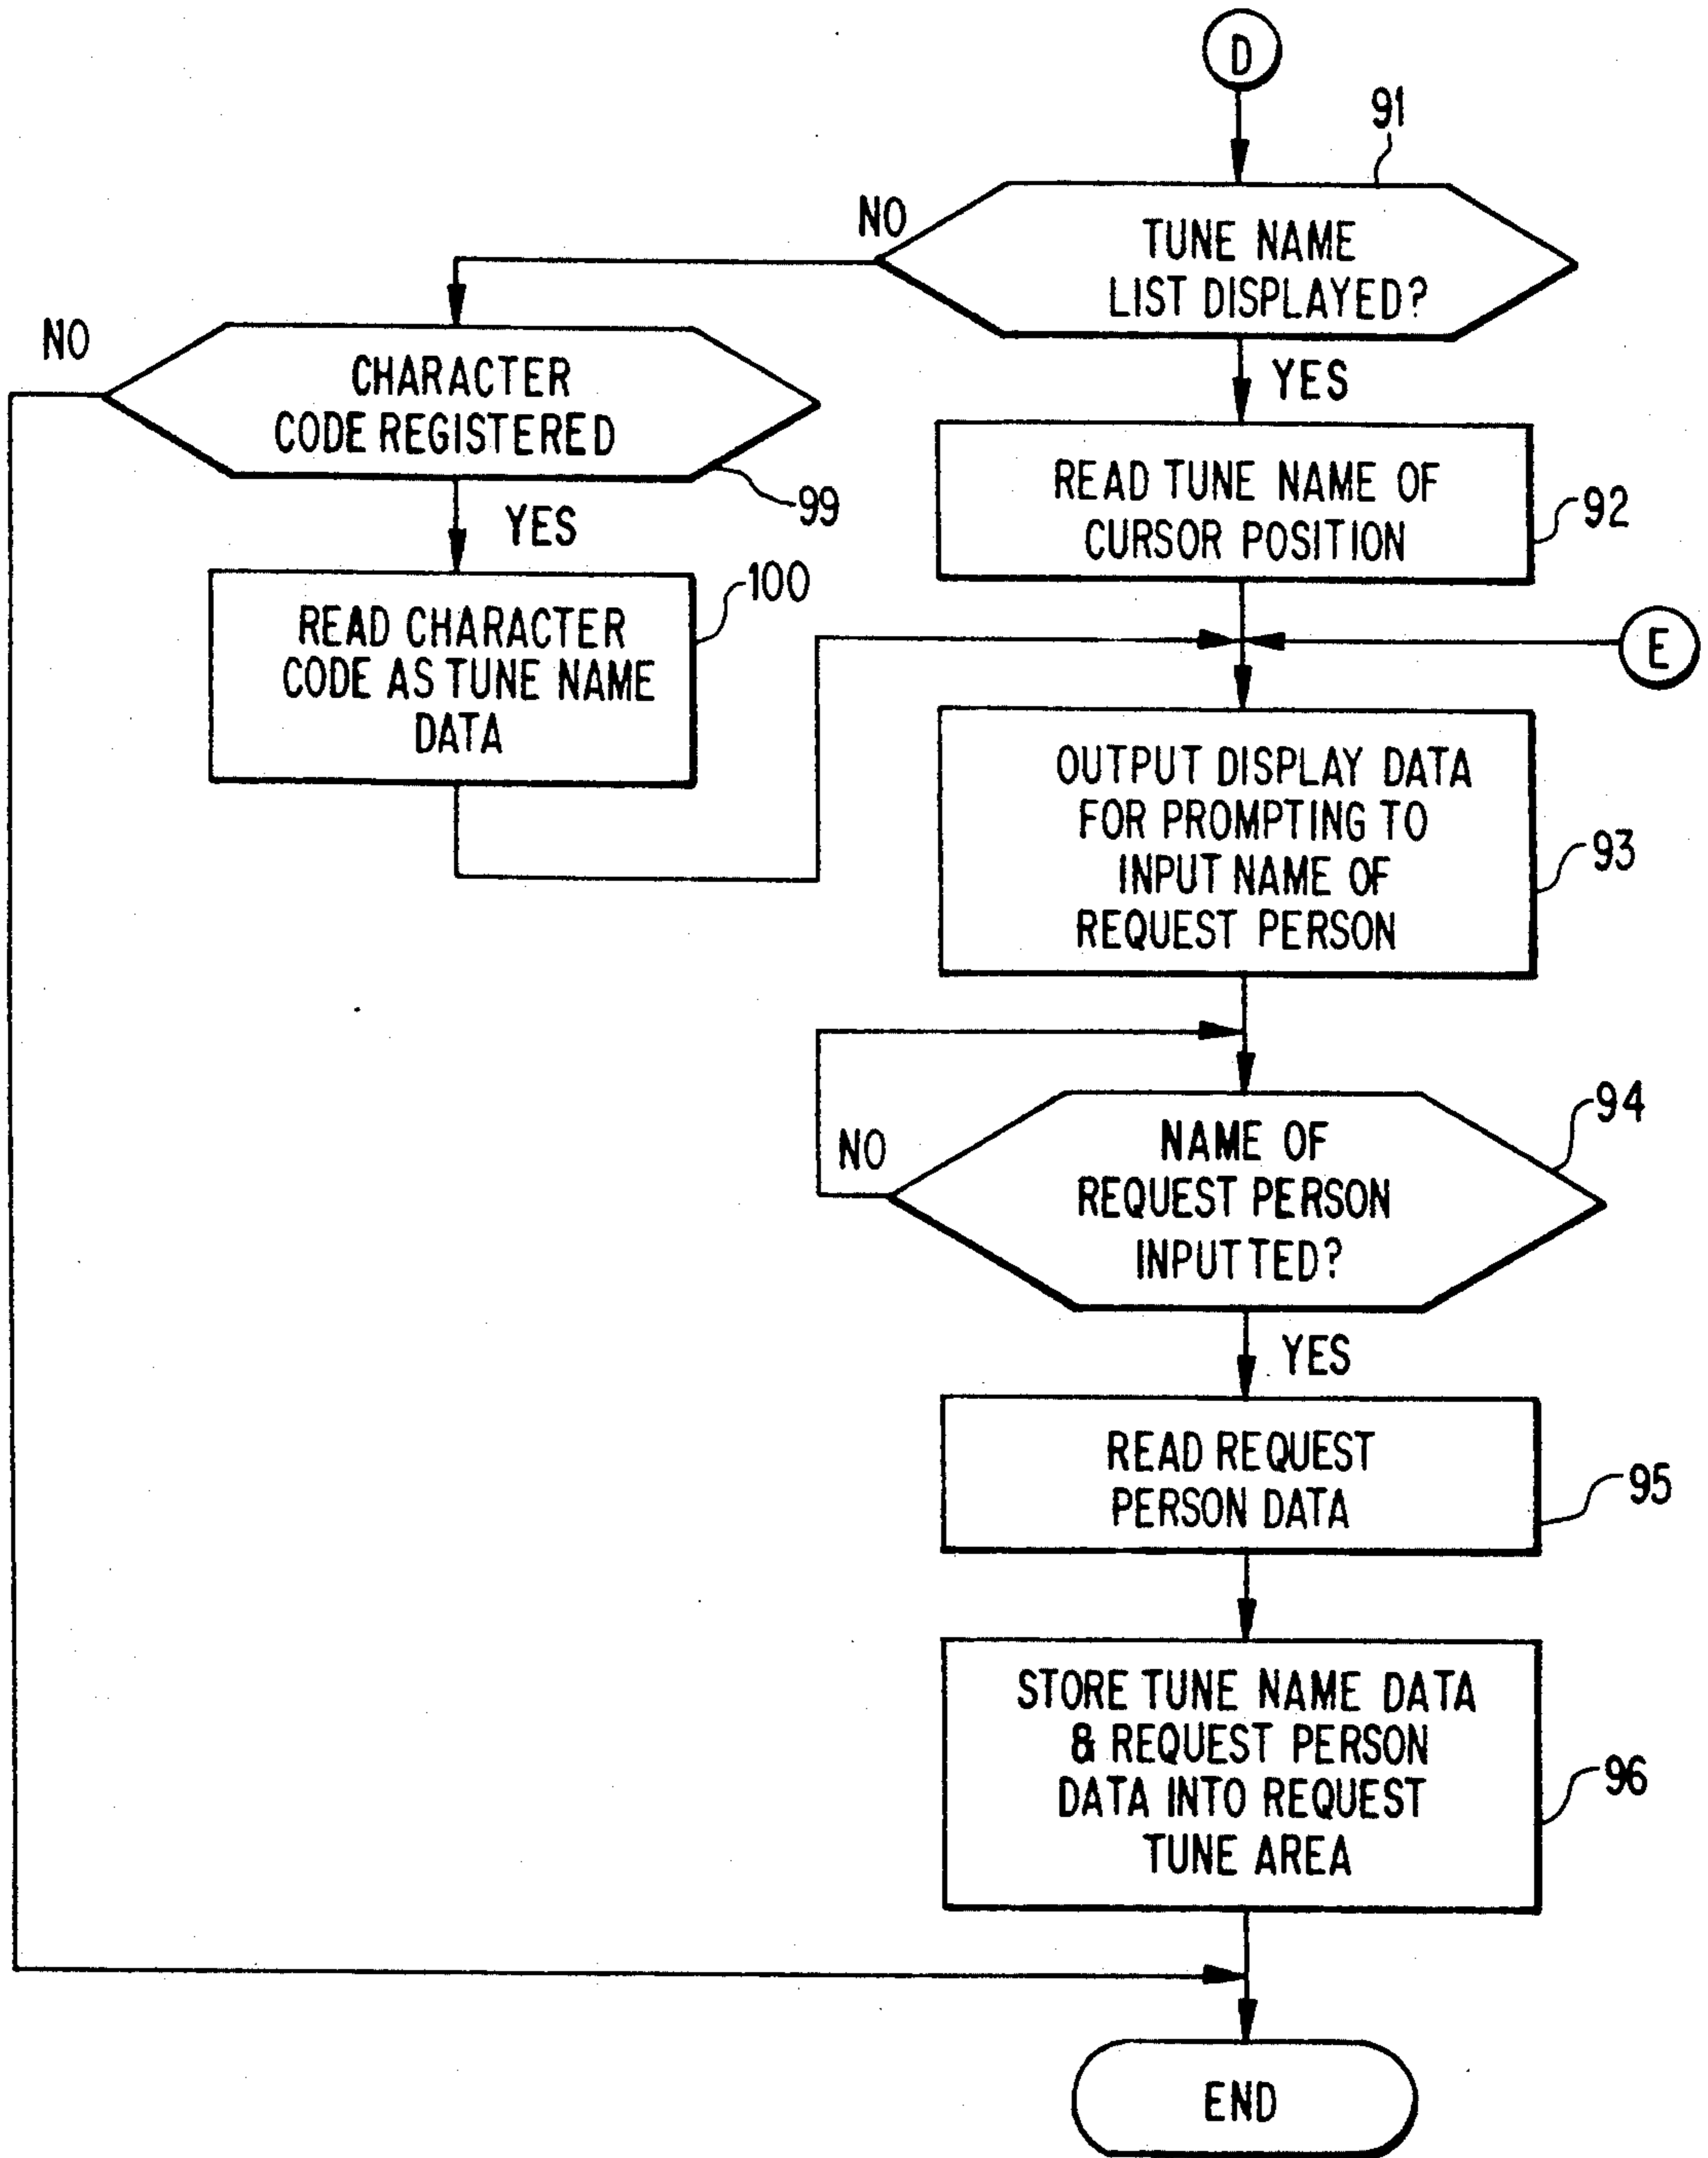 D
91
NO
TUNE NAME
LIST DISPLAYED?
NO
CHARACTER
CODE REGISTERED
99
YES
YES
READ TUNE NAME OF
CURSOR POSITION
92
100
READ CHARACTER
CODE AS TUNE NAME
DATA
E
OUTPUT DISPLAY DATA
FOR PROMPTING TO
INPUT NAME OF
REQUEST PERSON
93
94
NO
NAME OF
REQUEST PERSON
INPUTTED?
YES
READ REQUEST
PERSON DATA
95
STORE TUNE NAME DATA
& REQUEST PERSON
DATA INTO REQUEST
TUNE AREA
96
END